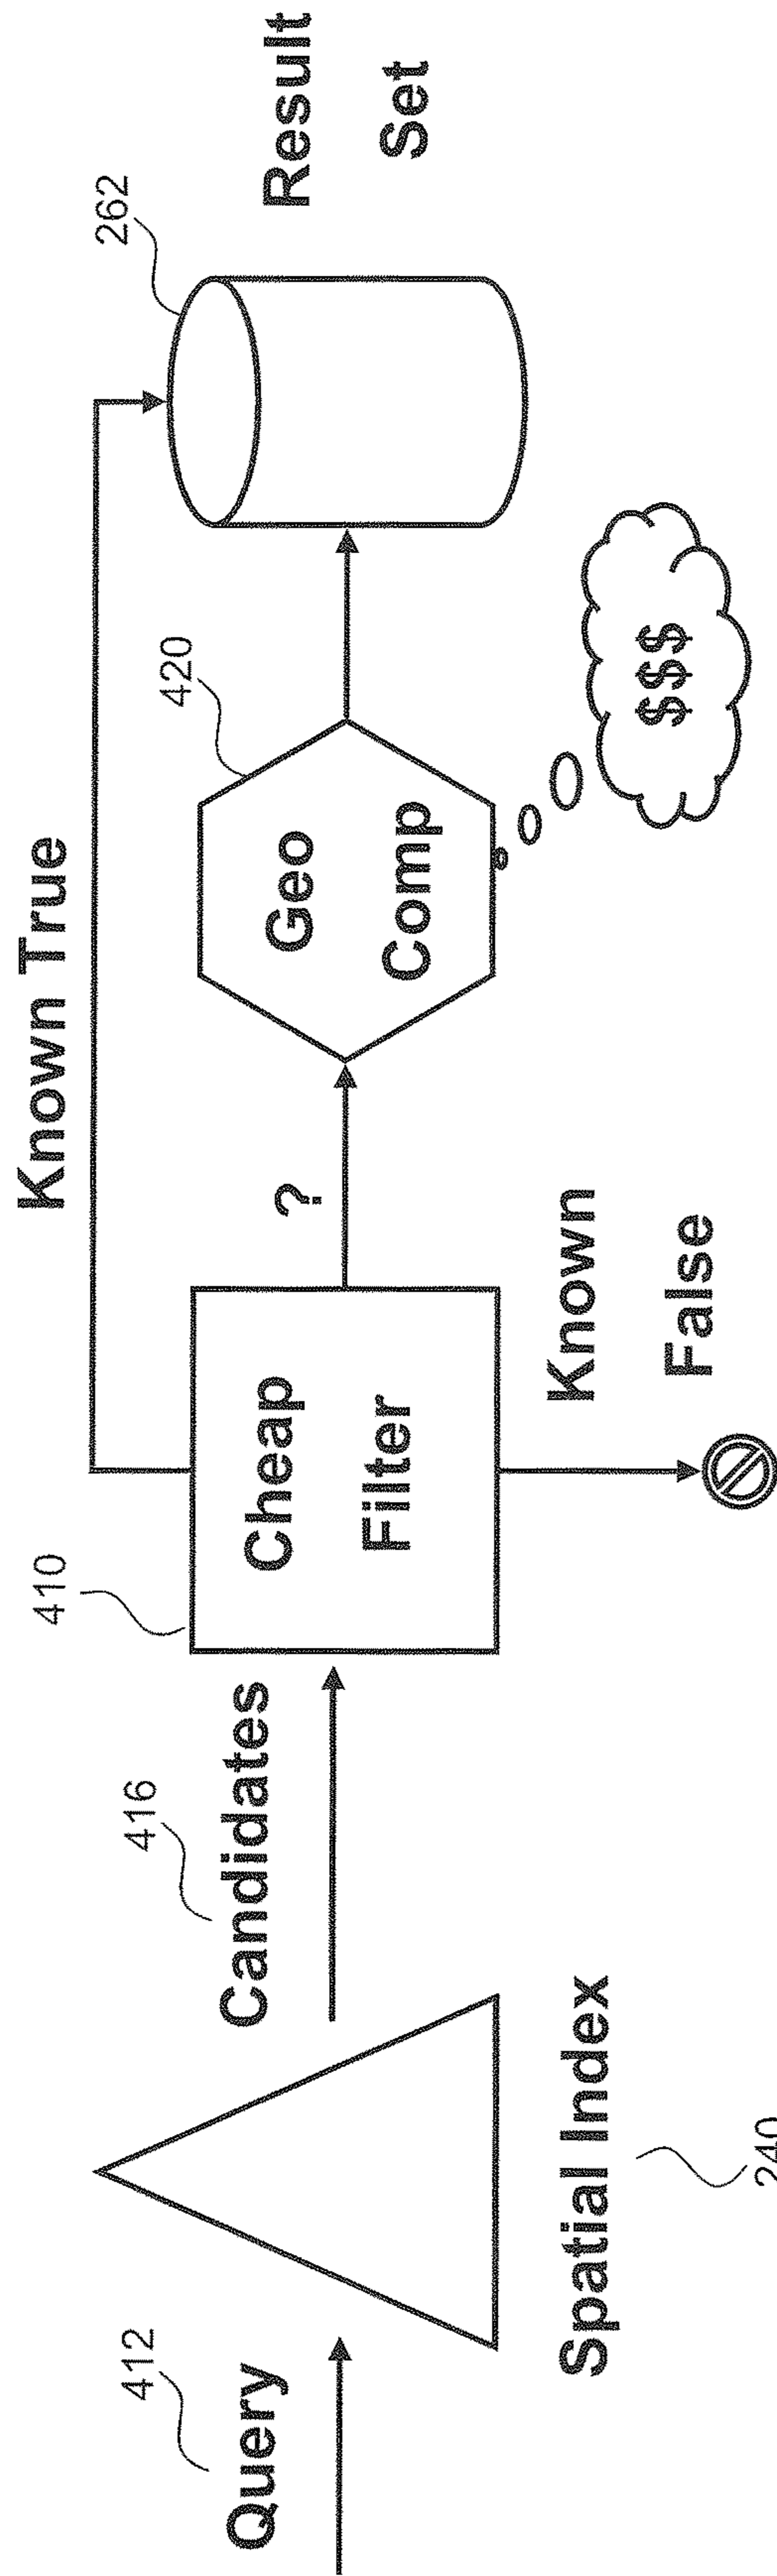 412
Query
Spatial Index
240
416
Candidates
410
Cheap
Filter
Known True
?
Known
False
420
Geo
Comp
$$$
262
Result
Set